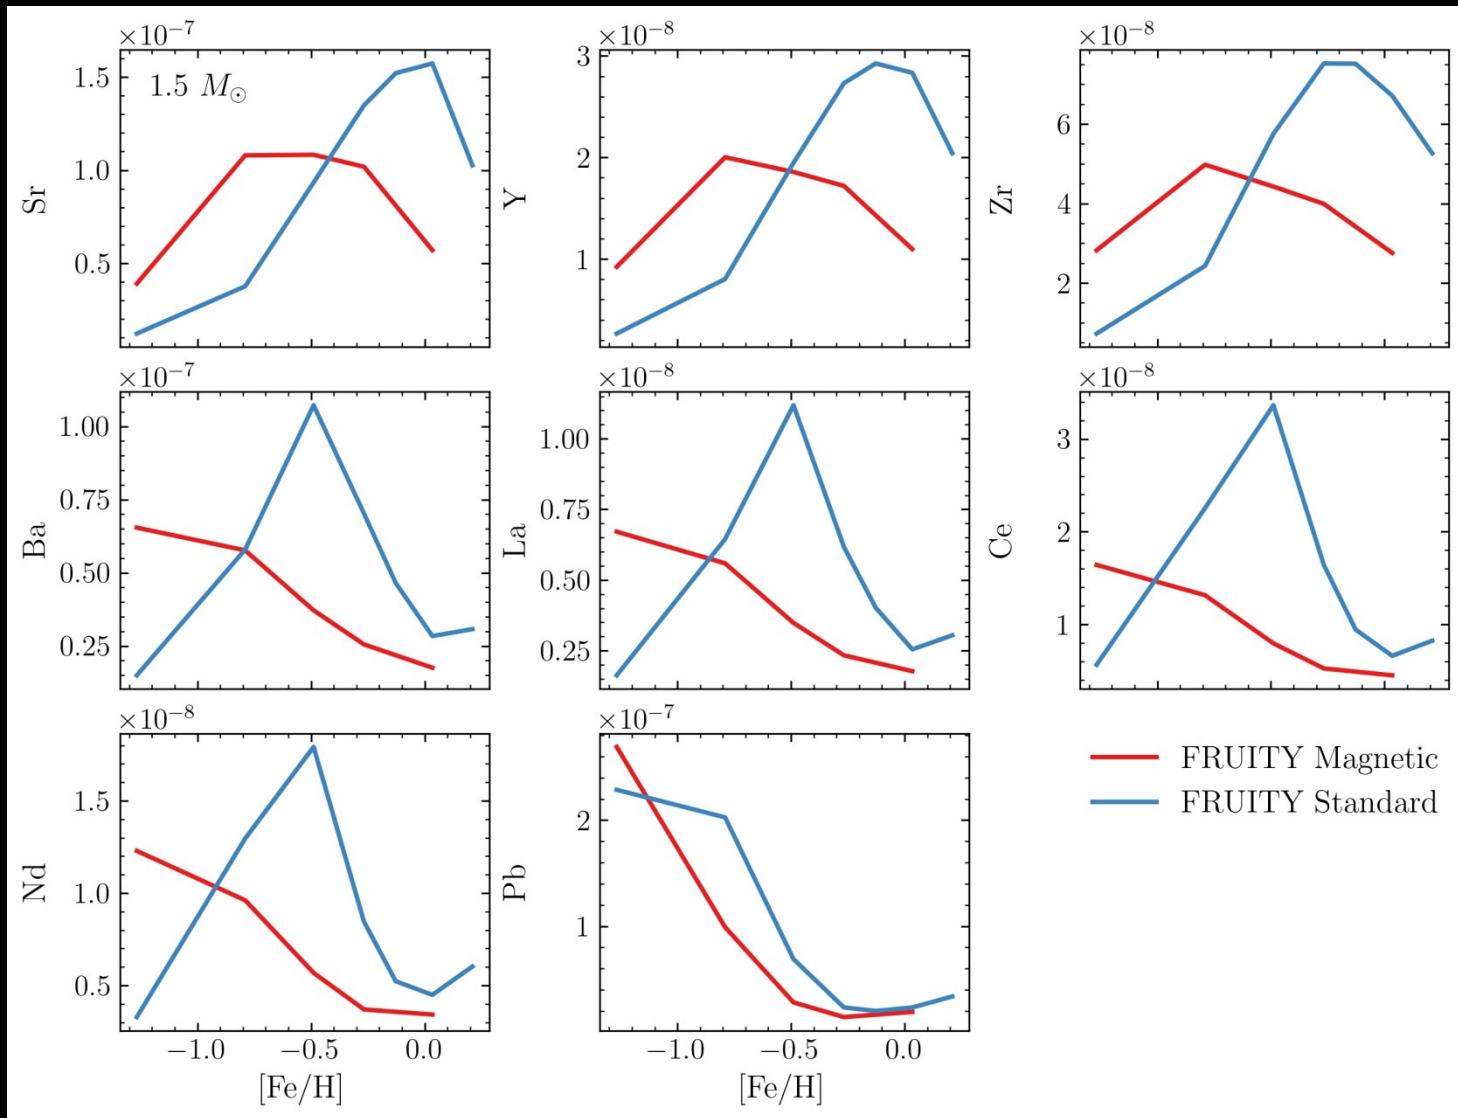 ×10⁻⁷ ×10⁻⁸ ×10⁻⁸
1.5 M⊙
Sr
1.5
1.0
0.5
Y
3
2
1
Zr
6
4
2
×10⁻⁷ ×10⁻⁸ ×10⁻⁸
Ba
1.00
0.75
0.50
0.25
La
1.00
0.75
0.50
0.25
Ce
3
2
1
×10⁻⁸ ×10⁻⁷
Nd
1.5
1.0
0.5
Pb
2
1
FRUITY Magnetic
FRUITY Standard
−1.0 −0.5 0.0 −1.0 −0.5 0.0
[Fe/H] [Fe/H]